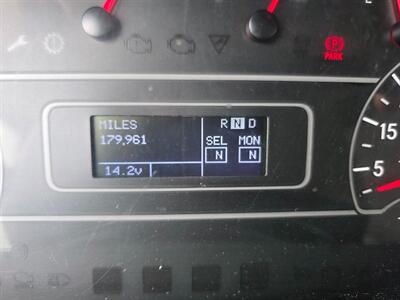 MILES R N D
179,961
SEL MON
N N
14.2v
PARK
15
5